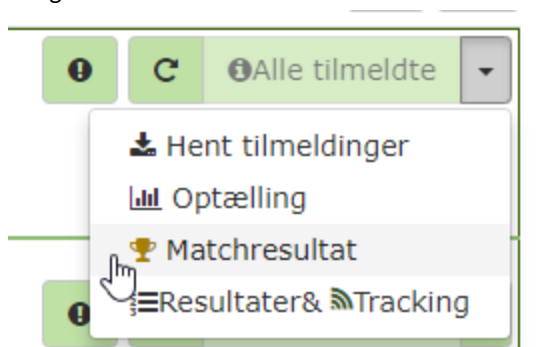 Alle tilmeldte
Hent tilmeldinger
Optælling
Matchresultat
Resultater& Tracking